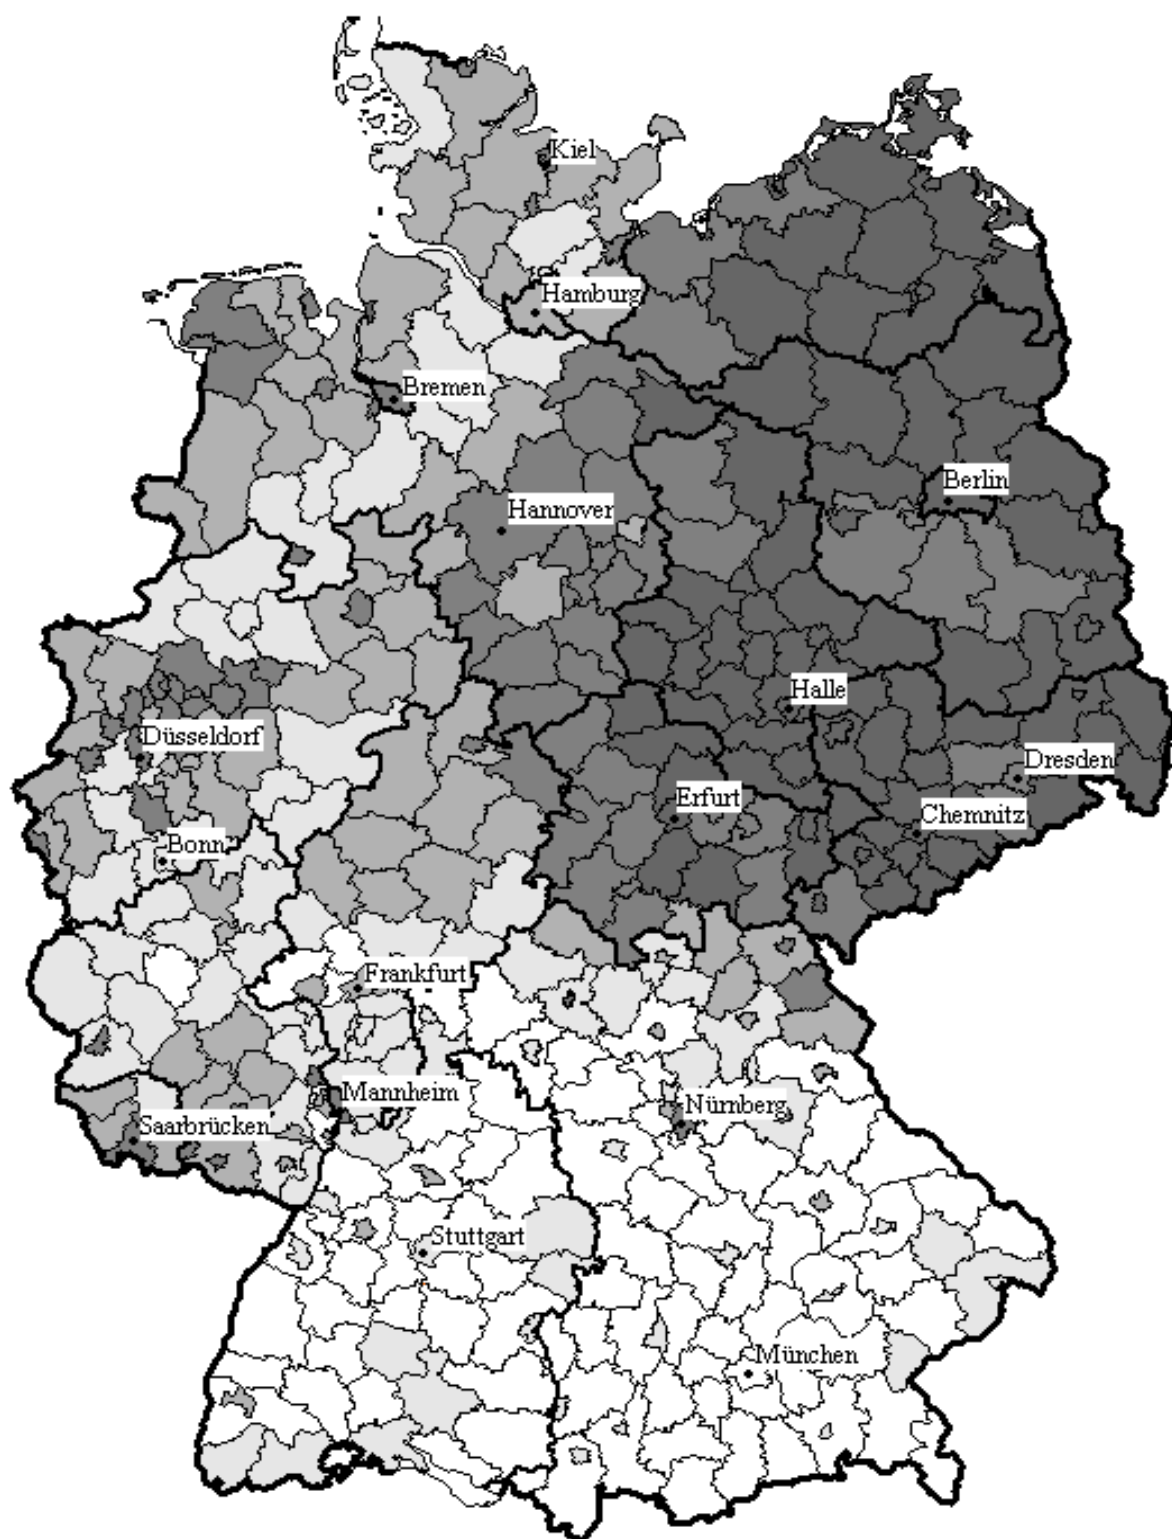 Kiel
Hamburg
Bremen
Berlin
Hannover
Halle
Düsseldorf
Dresden
Erfurt
Chemnitz
Bonn
Frankfurt
Mannheim
Nürnberg
Saarbrücken
Stuttgart
München